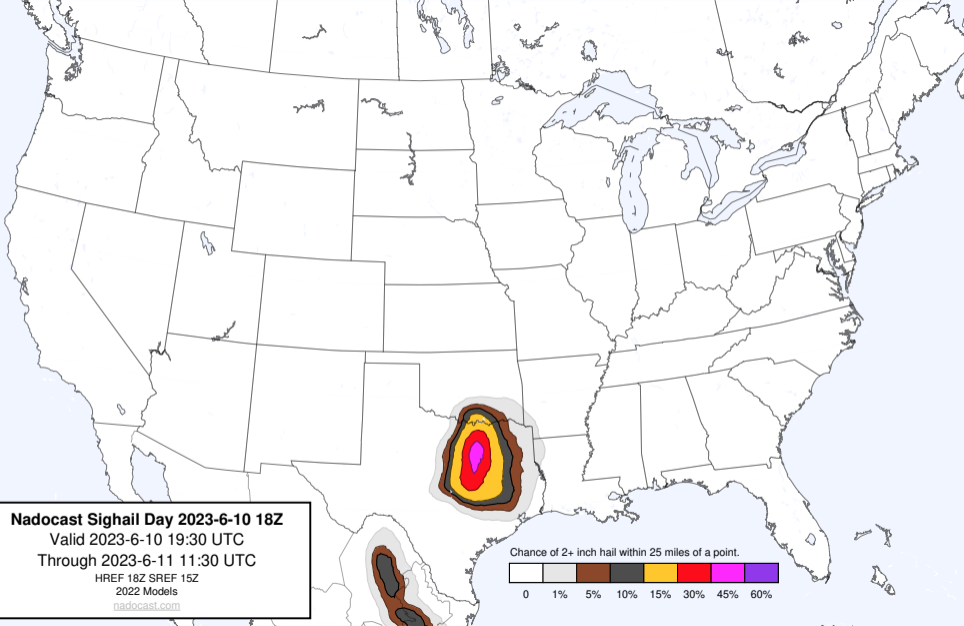 Nadocast Sighail Day 2023-6-10 18Z
Valid 2023-6-10 19:30 UTC
Through 2023-6-11 11:30 UTC
HREF 18Z SREF 15Z
2022 Models
nadocast.com
Chance of 2+ inch hail within 25 miles of a point.
0 1% 5% 10% 15% 30% 45% 60%